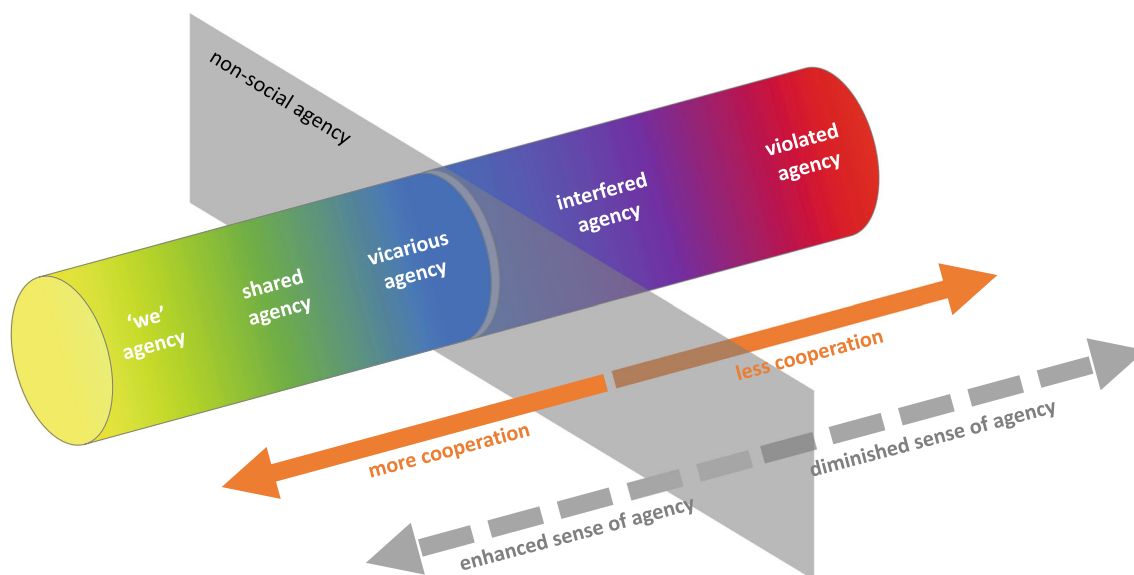 non-social agency
'we'
agency
shared
agency
vicarious
agency
interfered
agency
violated
agency
more cooperation
less cooperation
enhanced sense of agency
diminished sense of agency